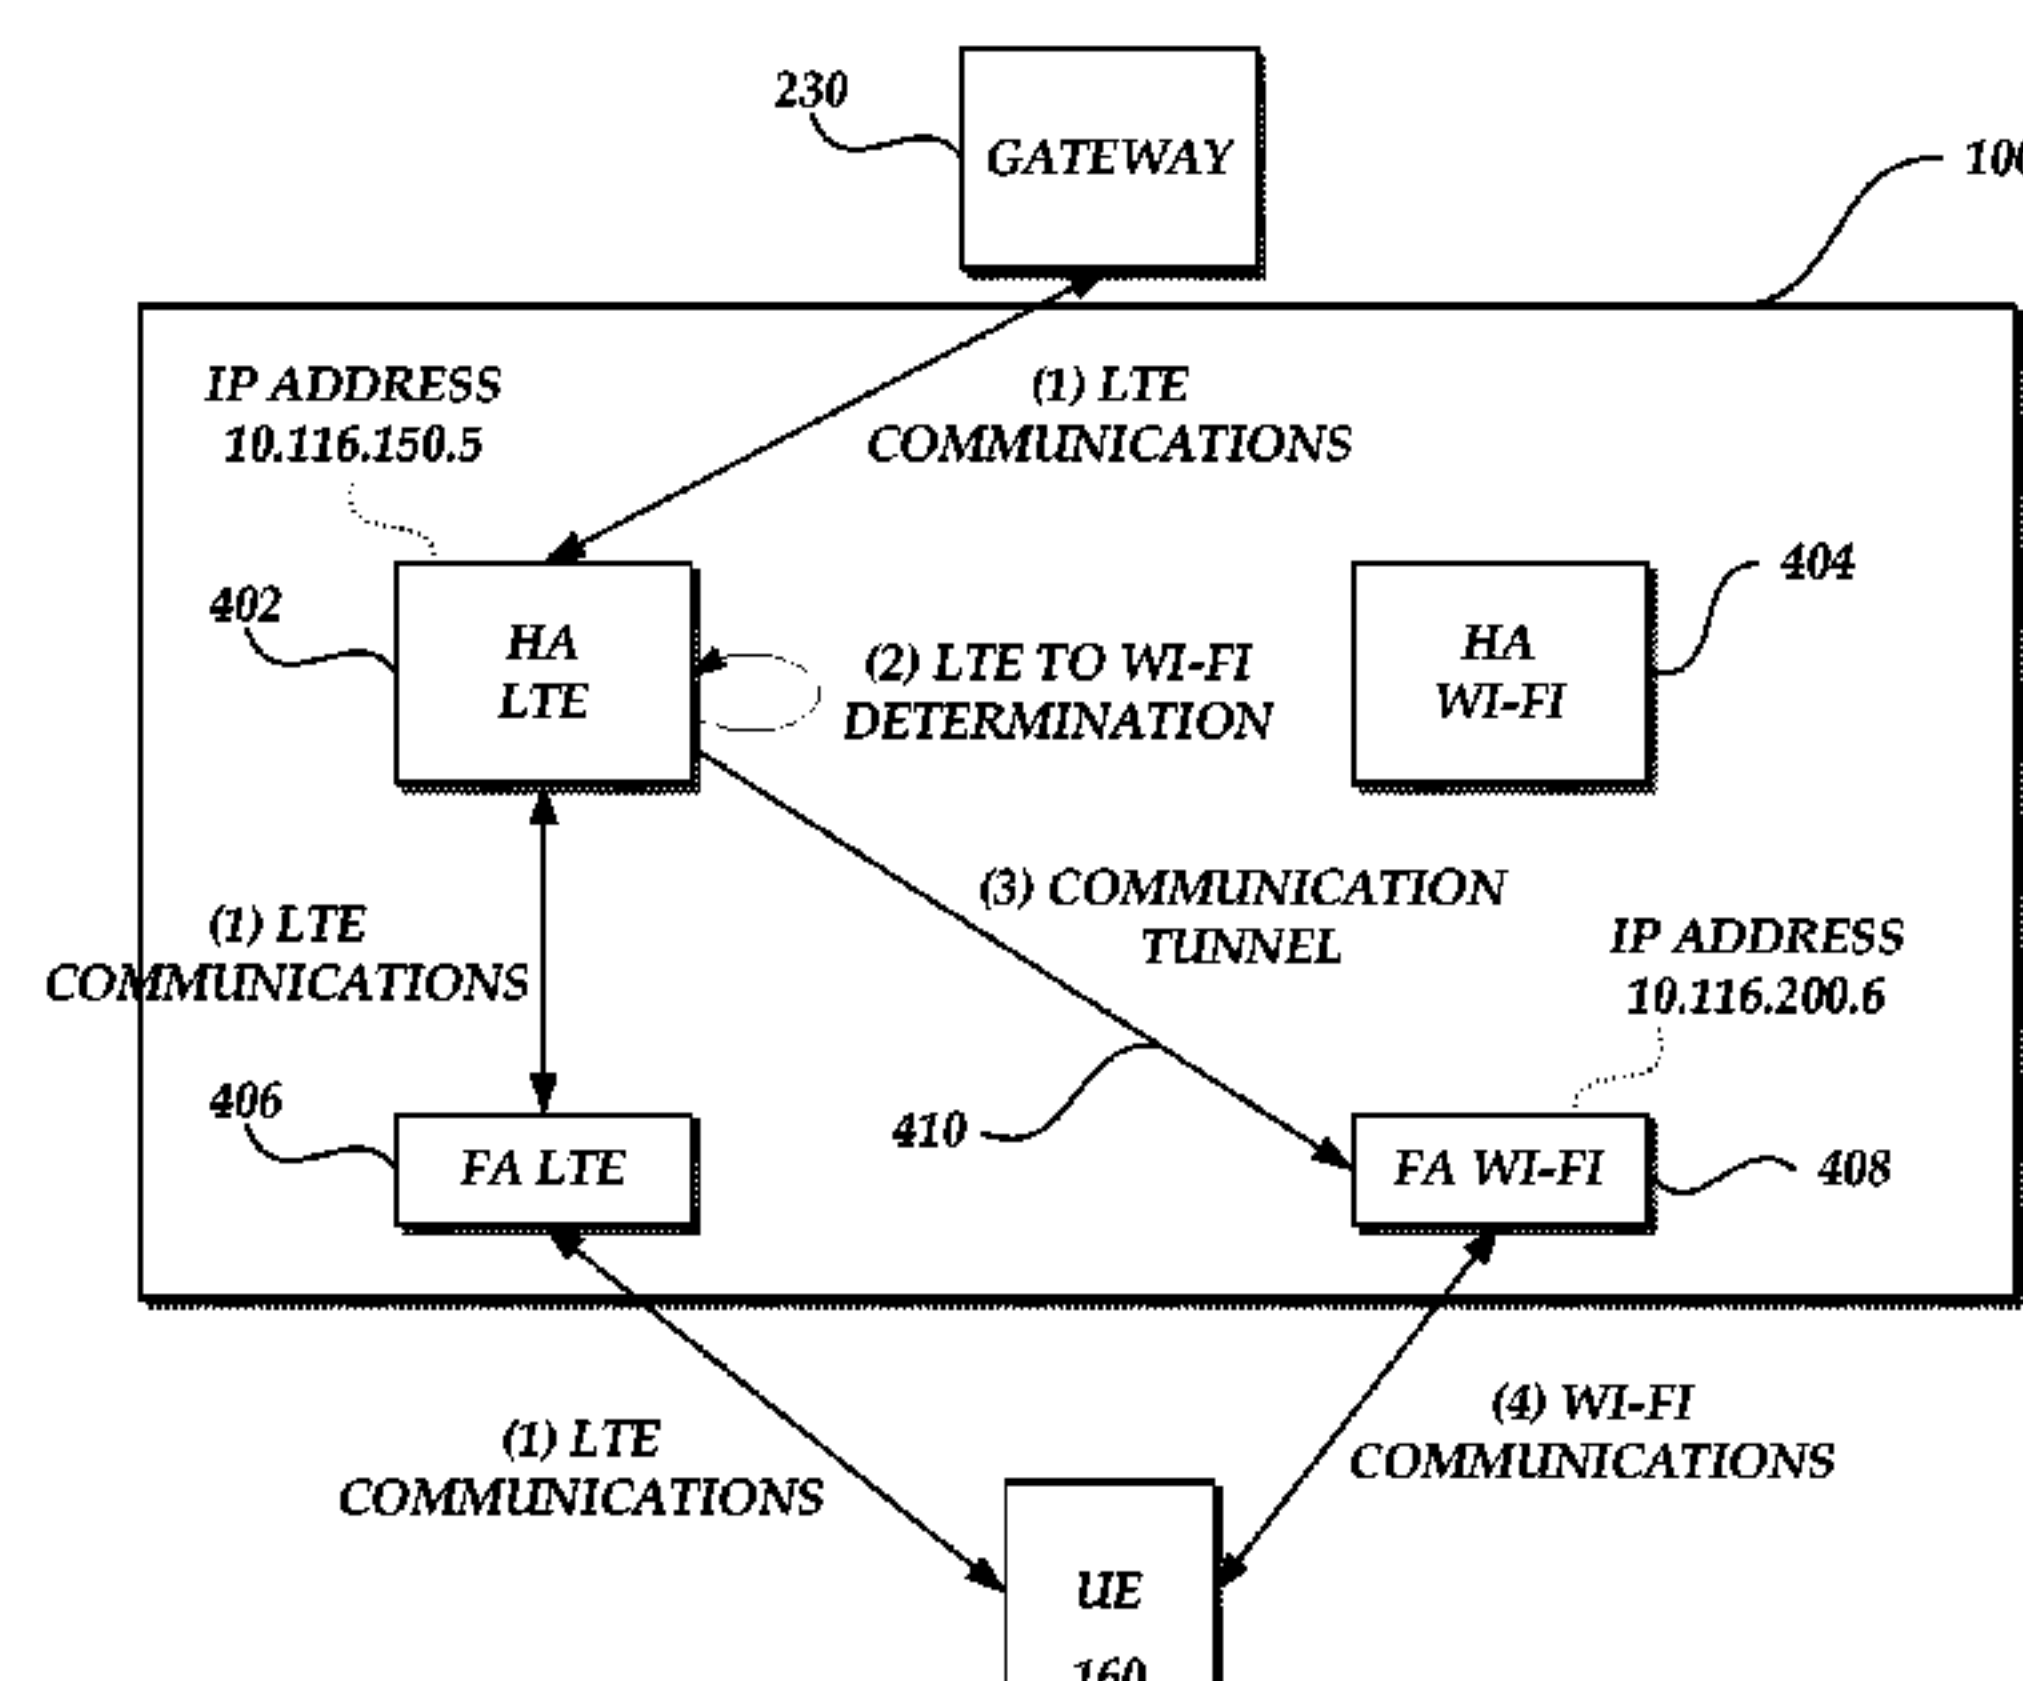 230
GATEWAY
IP ADDRESS
10.116.150.5
(1) LTE
COMMUNICATIONS
402
HA
LTE
(2) LTE TO WI-FI
DETERMINATION
HA
WI-FI
404
(3) COMMUNICATION
TUNNEL
(1) LTE
COMMUNICATIONS
IP ADDRESS
10.116.200.6
406
FA LTE
410
FA WI-FI
408
(1) LTE
COMMUNICATIONS
(4) WI-FI
COMMUNICATIONS
UE
160